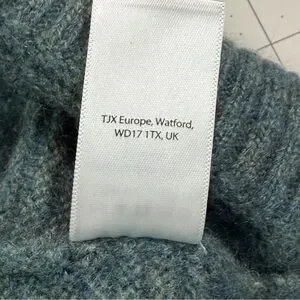 TJX Europe, Watford,
WD17 1TX, UK